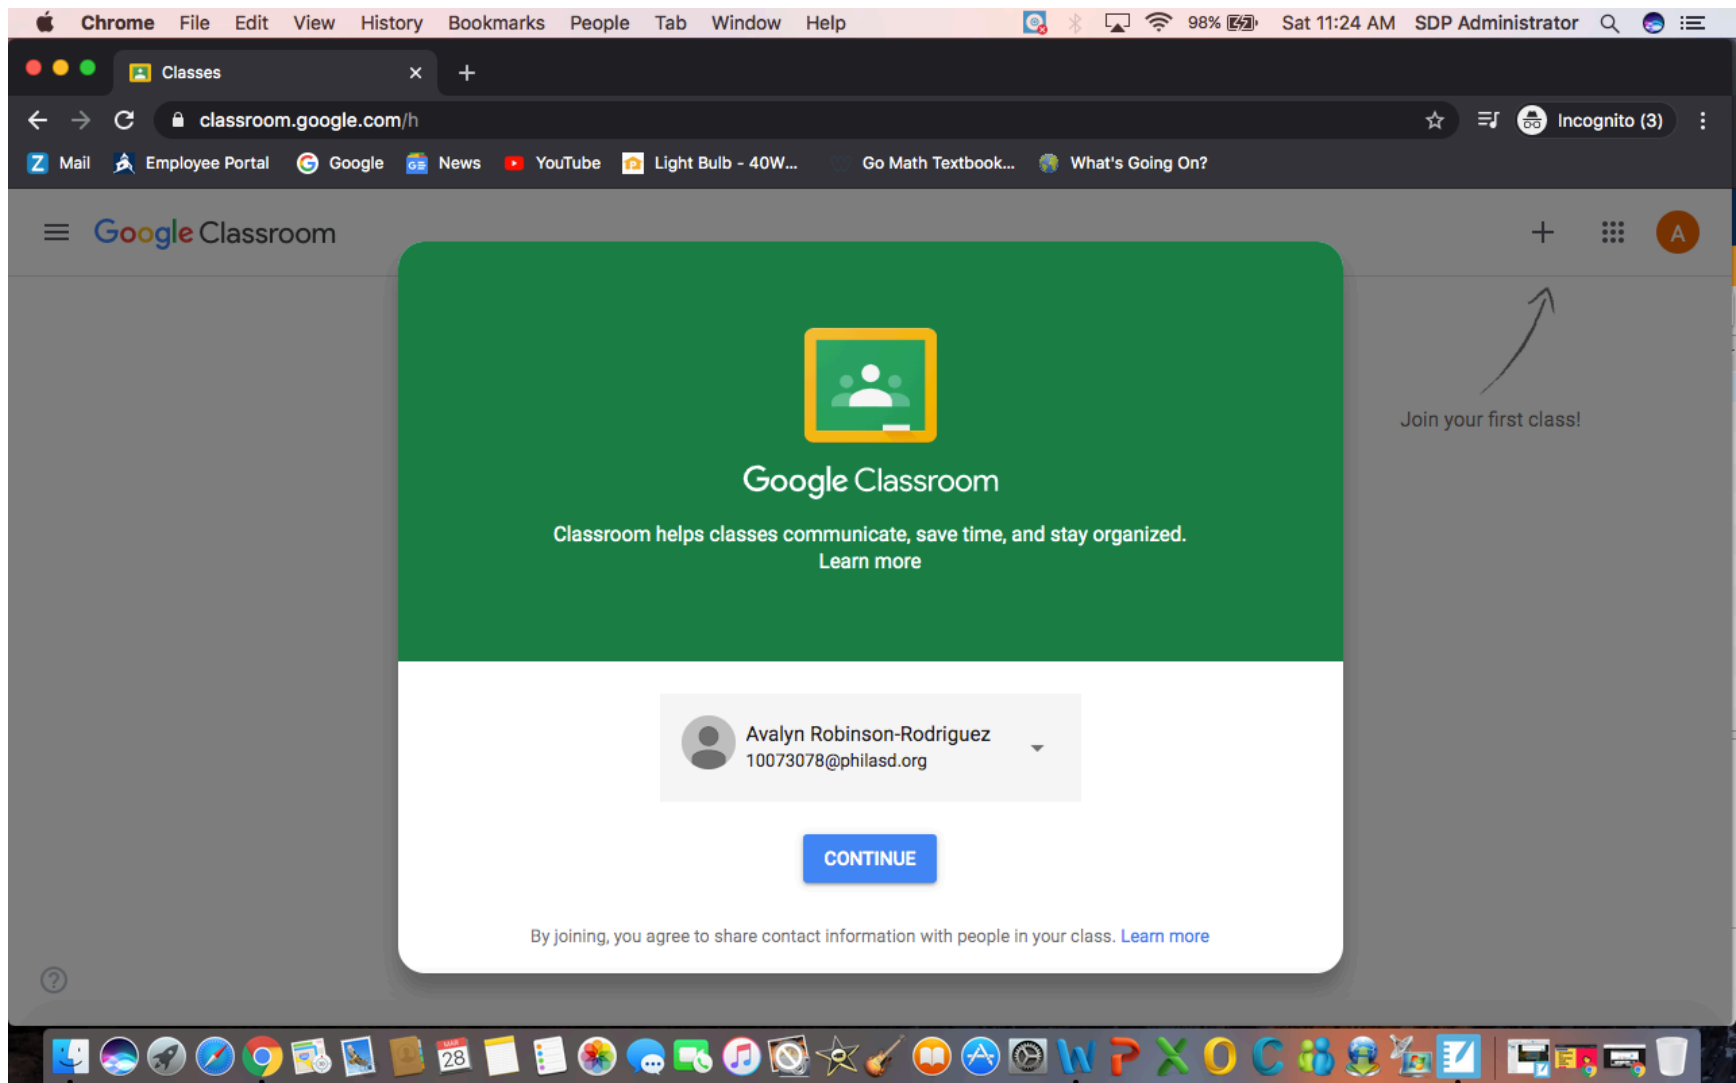 Chrome File Edit View History Bookmarks People Tab Window Help 98% Sat 11:24 AM SDP Administrator
Classes
classroom.google.com/h Incognito (3)
Mail Employee Portal Google News YouTube Light Bulb - 40W... Go Math Textbook... What's Going On?
Google Classroom A
Join your first class!
Google Classroom
Classroom helps classes communicate, save time, and stay organized.
Learn more
Avalyn Robinson-Rodriguez
10073078@philasd.org
CONTINUE
By joining, you agree to share contact information with people in your class. Learn more
MAR
28